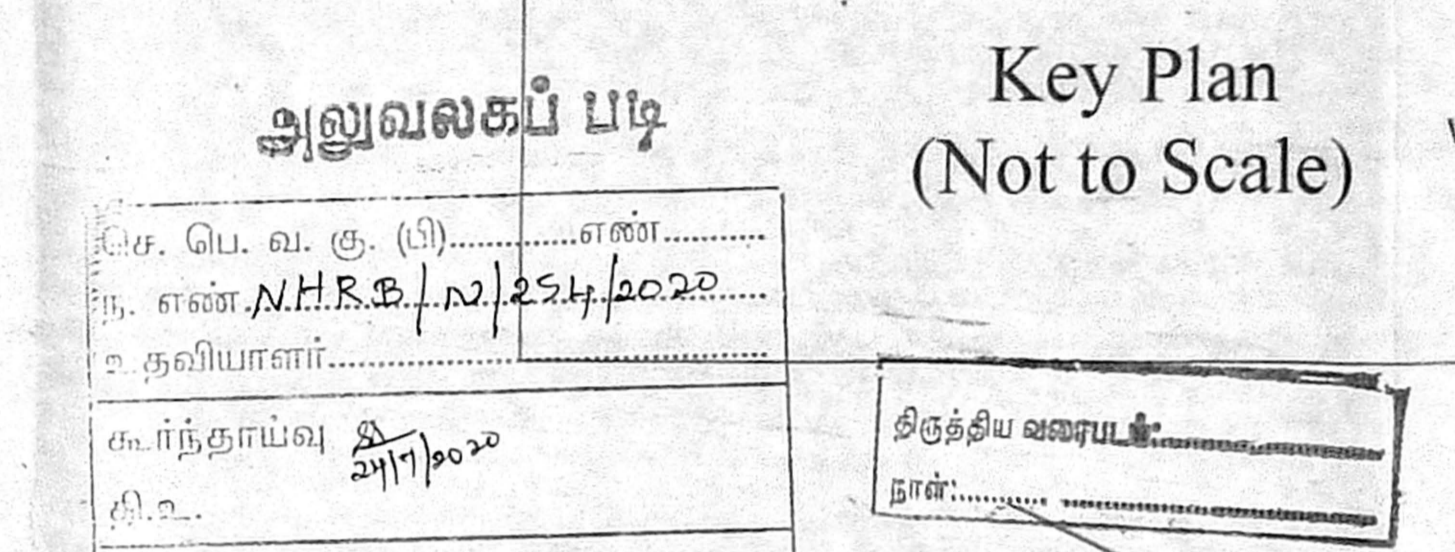 அலுவலகப் படி
Key Plan
(Not to Scale)
செ. பெ. வ. கு. (பி)..............எண்...........
ந. எண். NHRB/N/254/2020
உதவியாளர்..............................................
கூர்ந்தாய்வு 24/7/2020
தி.உ.
திருத்திய வரைபடம்:......................
நாள்:...........